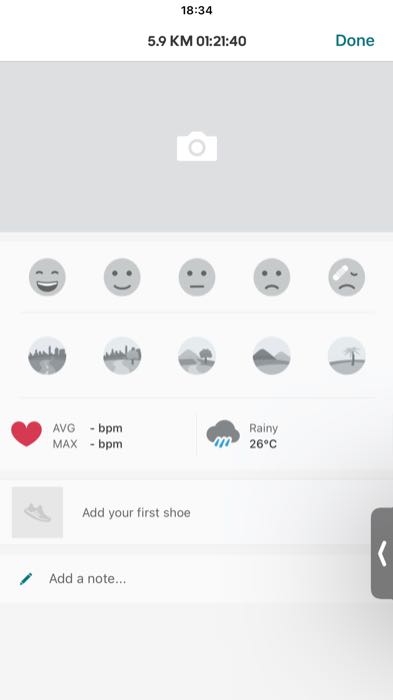 18:34
5.9 KM 01:21:40
Done
AVG - bpm
MAX - bpm
Rainy
26°C
Add your first shoe
Add a note...